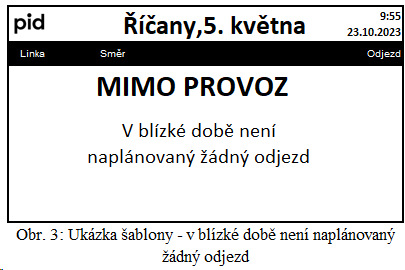 pid
Říčany,5. května
9:55
23.10.2023
Linka Směr Odjezd
MIMO PROVOZ
V blízké době není
naplánovaný žádný odjezd
Obr. 3: Ukázka šablony - v blízké době není naplánovaný
žádný odjezd